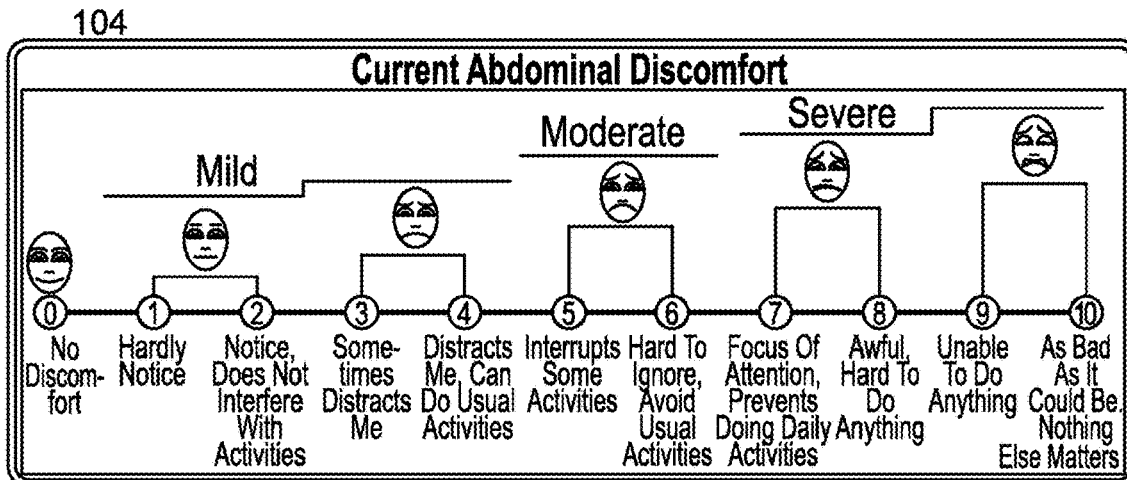 104
Current Abdominal Discomfort
Mild
Moderate
Severe
0 1 2 3 4 5 6 7 8 9 10
No
Discom-
fort
Hardly
Notice
Notice,
Does Not
Interfere
With
Activities
Some-
times
Distracts
Me
Distracts
Me, Can
Do Usual
Activities
Interrupts
Some
Activities
Hard To
Ignore,
Avoid
Usual
Activities
Focus Of
Attention,
Prevents
Doing Daily
Activities
Awful,
Hard To
Do
Anything
Unable
To Do
Anything
As Bad
As It
Could Be,
Nothing
Else Matters